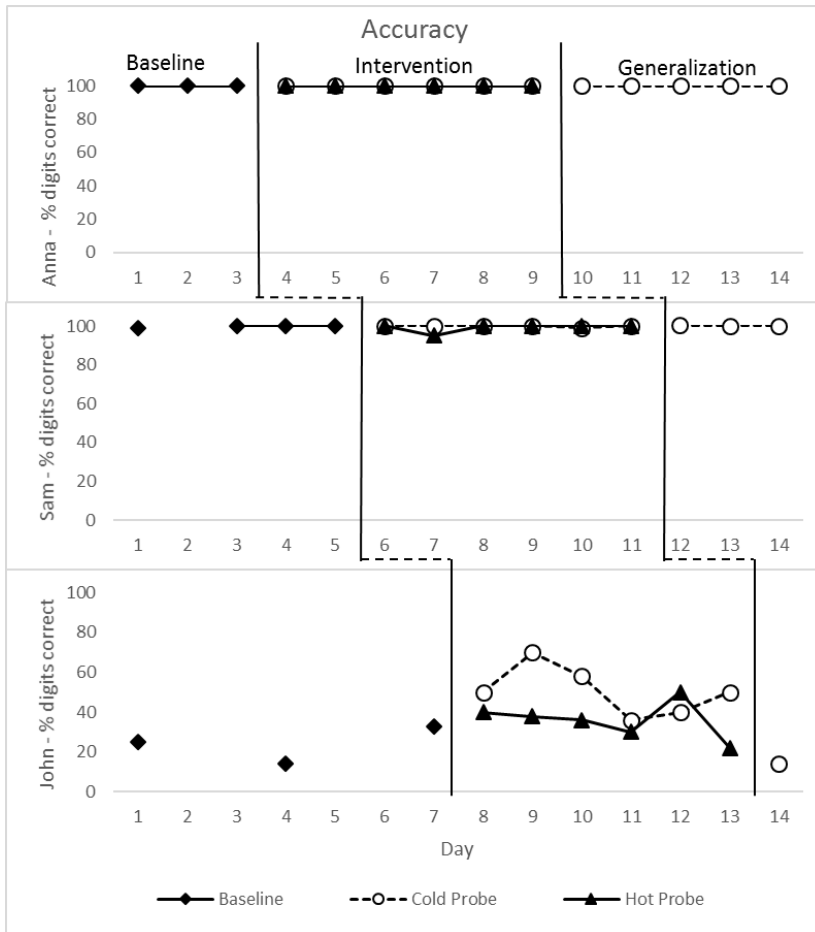 Accuracy
Baseline Intervention Generalization
Anna - % digits correct
100
80
60
40
20
0
1 2 3 4 5 6 7 8 9 10 11 12 13 14
Sam - % digits correct
100
80
60
40
20
0
1 2 3 4 5 6 7 8 9 10 11 12 13 14
John - % digits correct
100
80
60
40
20
0
1 2 3 4 5 6 7 8 9 10 11 12 13 14
Day
Baseline Cold Probe Hot Probe